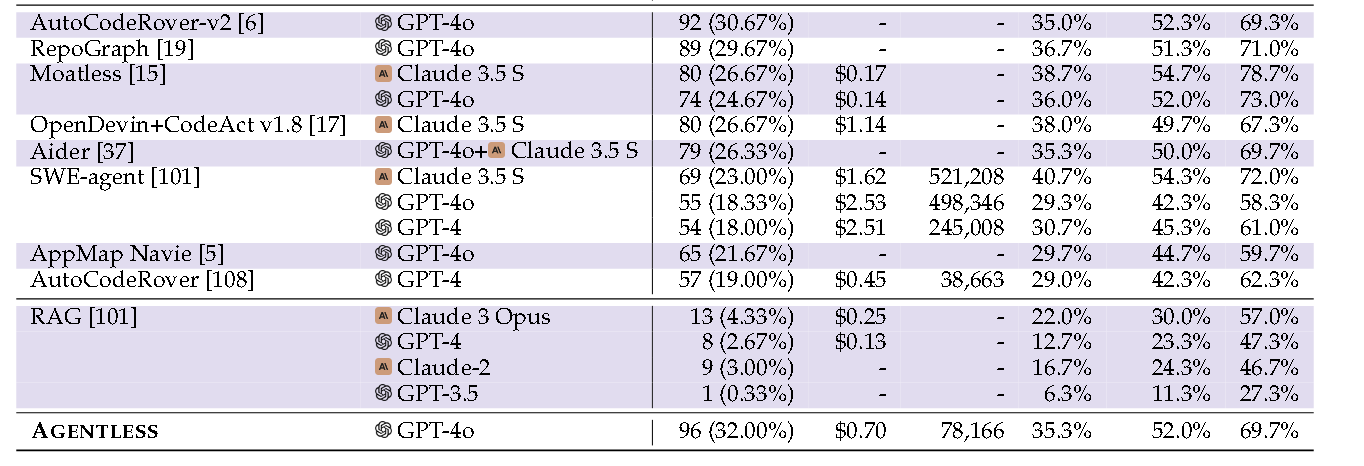 AutoCodeRover-v2 [6] GPT-4o 92 (30.67%) - - 35.0% 52.3% 69.3%
RepoGraph [19] GPT-4o 89 (29.67%) - - 36.7% 51.3% 71.0%
Moatless [15] Claude 3.5 S 80 (26.67%) $0.17 - 38.7% 54.7% 78.7%
GPT-4o 74 (24.67%) $0.14 - 36.0% 52.0% 73.0%
OpenDevin+CodeAct v1.8 [17] Claude 3.5 S 80 (26.67%) $1.14 - 38.0% 49.7% 67.3%
Aider [37] GPT-4o+ Claude 3.5 S 79 (26.33%) - - 35.3% 50.0% 69.7%
SWE-agent [101] Claude 3.5 S 69 (23.00%) $1.62 521,208 40.7% 54.3% 72.0%
GPT-4o 55 (18.33%) $2.53 498,346 29.3% 42.3% 58.3%
GPT-4 54 (18.00%) $2.51 245,008 30.7% 45.3% 61.0%
AppMap Navie [5] GPT-4o 65 (21.67%) - - 29.7% 44.7% 59.7%
AutoCodeRover [108] GPT-4 57 (19.00%) $0.45 38,663 29.0% 42.3% 62.3%
RAG [101] Claude 3 Opus 13 (4.33%) $0.25 - 22.0% 30.0% 57.0%
GPT-4 8 (2.67%) $0.13 - 12.7% 23.3% 47.3%
Claude-2 9 (3.00%) - - 16.7% 24.3% 46.7%
GPT-3.5 1 (0.33%) - - 6.3% 11.3% 27.3%
AGENTLESS GPT-4o 96 (32.00%) $0.70 78,166 35.3% 52.0% 69.7%